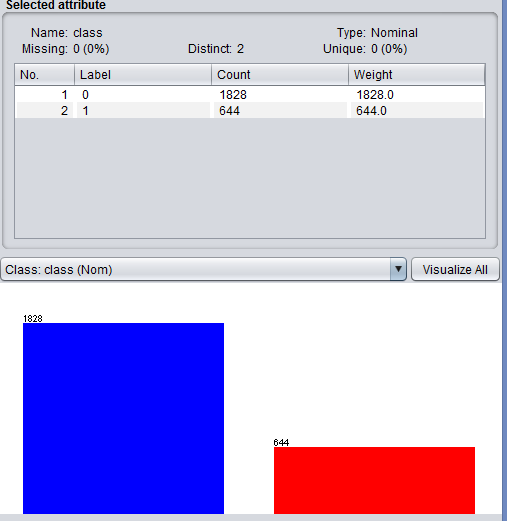 Selected attribute
Name: class Type: Nominal
Missing: 0 (0%) Distinct: 2 Unique: 0 (0%)
No. Label Count Weight
1 0 1828 1828.0
2 1 644 644.0
Class: class (Nom) Visualize All
1828
644